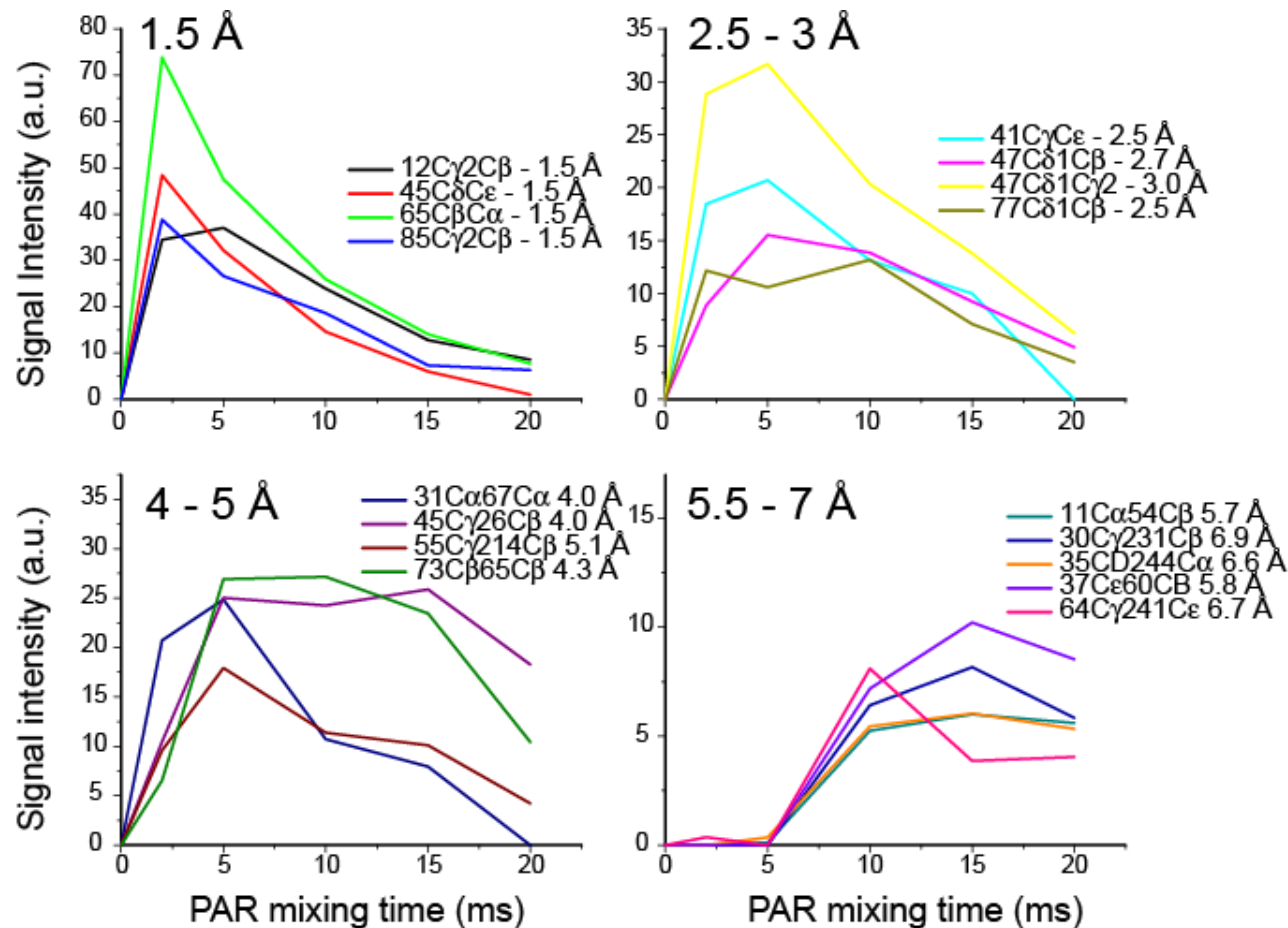 1.5 Å
Signal Intensity (a.u.)
80
70
60
50
40
30
20
10
0
12Cγ2Cβ - 1.5 Å
45CδCε - 1.5 Å
65CβCα - 1.5 Å
85Cγ2Cβ - 1.5 Å
0 5 10 15 20
2.5 - 3 Å
35
30
25
20
15
10
5
0
41CγCε - 2.5 Å
47Cδ1Cβ - 2.7 Å
47Cδ1Cγ2 - 3.0 Å
77Cδ1Cβ - 2.5 Å
0 5 10 15 20
4 - 5 Å
Signal intensity (a.u.)
35
30
25
20
15
10
5
0
31Cα67Cα 4.0 Å
45Cγ26Cβ 4.0 Å
55Cγ214Cβ 5.1 Å
73Cβ65Cβ 4.3 Å
0 5 10 15 20
PAR mixing time (ms)
5.5 - 7 Å
15
10
5
0
11Cα54Cβ 5.7 Å
30Cγ231Cβ 6.9 Å
35CD244Cα 6.6 Å
37Cε60CB 5.8 Å
64Cγ241Cε 6.7 Å
0 5 10 15 20
PAR mixing time (ms)